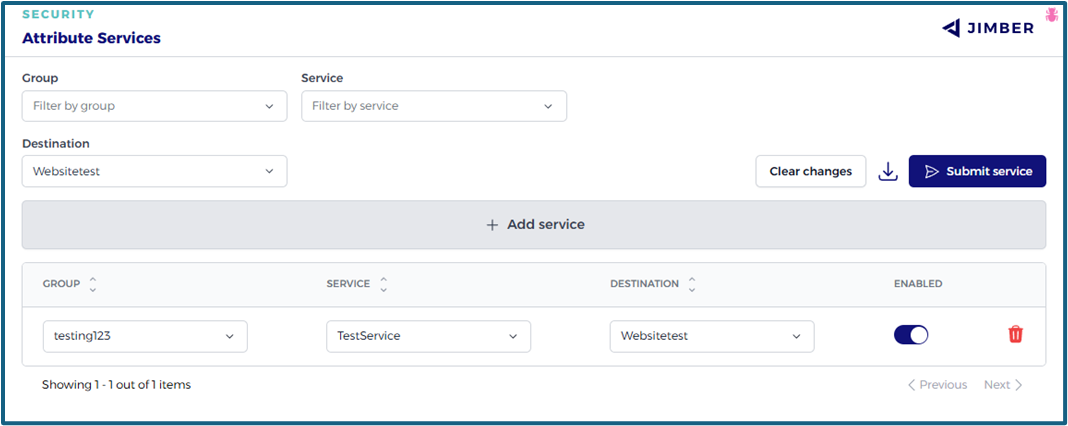 SECURITY
Attribute Services
JIMBER
Group
Service
Filter by group
Filter by service
Destination
Websitetest
Clear changes
Submit service
+ Add service
GROUP
SERVICE
DESTINATION
ENABLED
testing123
TestService
Websitetest
Showing 1 - 1 out of 1 items
Previous
Next